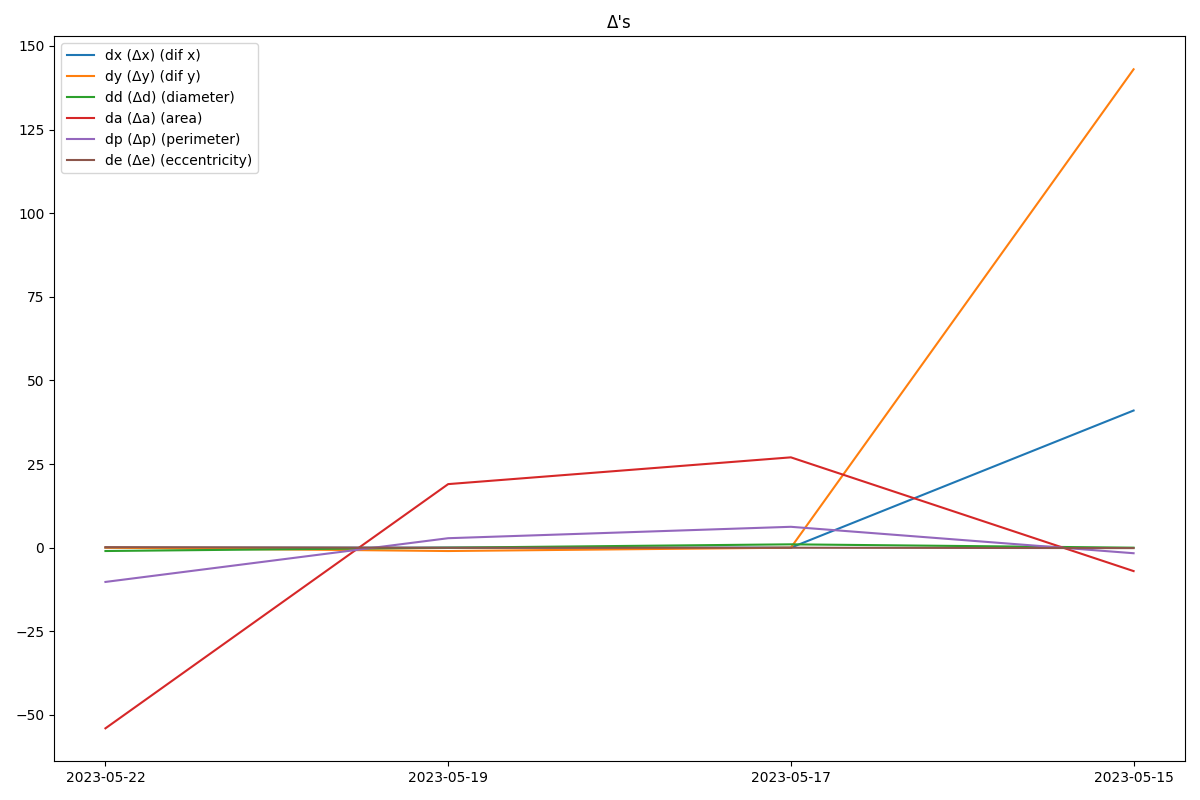 Δ's
dx (Δx) (dif x)
dy (Δy) (dif y)
dd (Δd) (diameter)
da (Δa) (area)
dp (Δp) (perimeter)
de (Δe) (eccentricity)
150
125
100
75
50
25
0
−25
−50
2023-05-22 2023-05-19 2023-05-17 2023-05-15